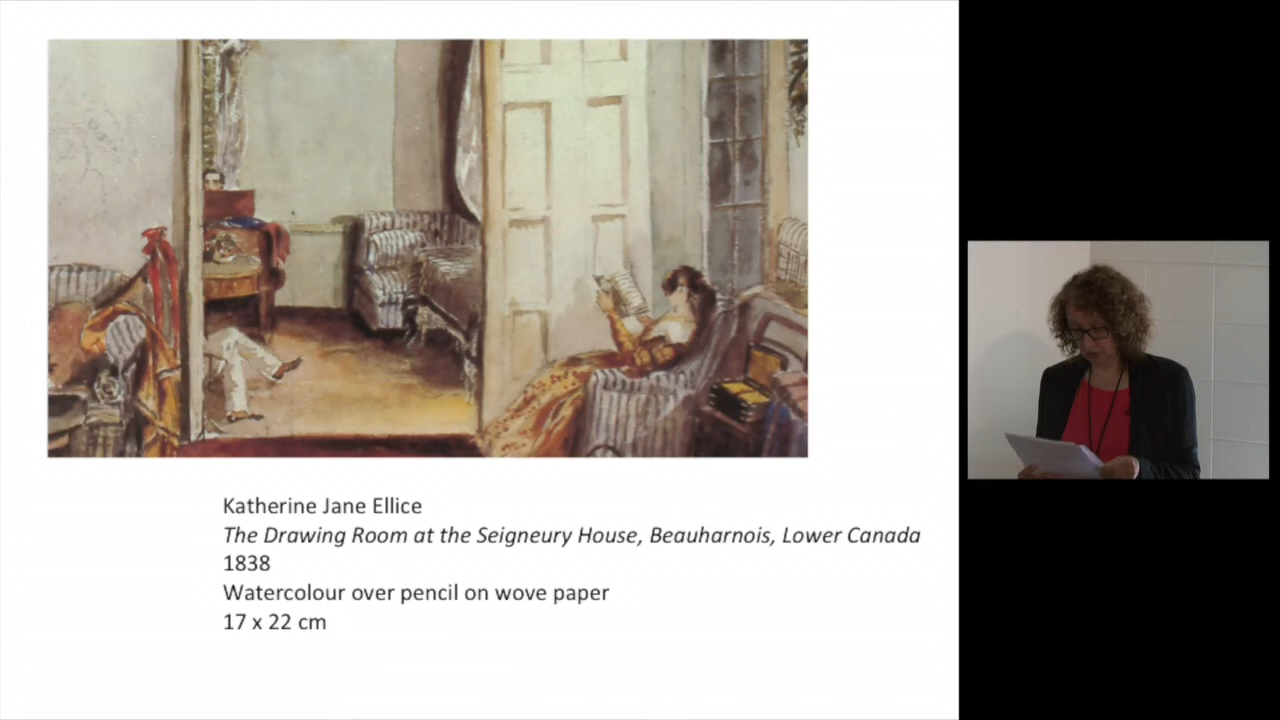 Katherine Jane Ellice
The Drawing Room at the Seigneury House, Beauharnois, Lower Canada
1838
Watercolour over pencil on wove paper
17 x 22 cm